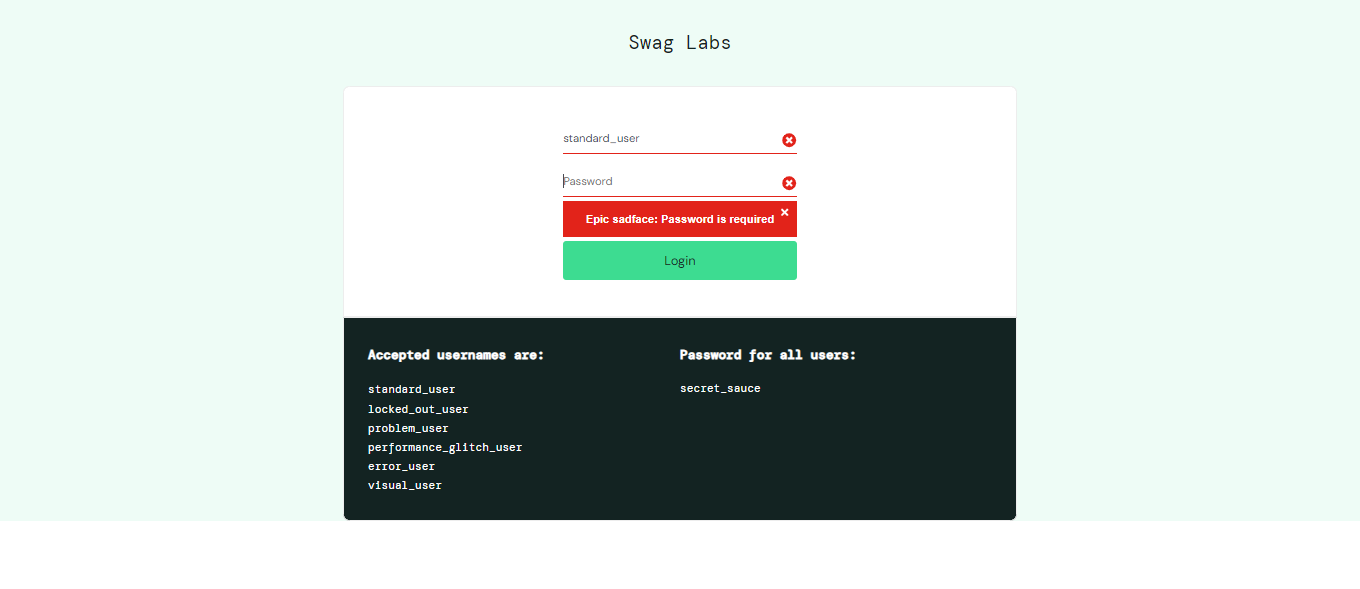 Swag Labs
standard_user
Password
Epic sadface: Password is required
Login
Accepted usernames are:
standard_user
locked_out_user
problem_user
performance_glitch_user
error_user
visual_user
Password for all users:
secret_sauce